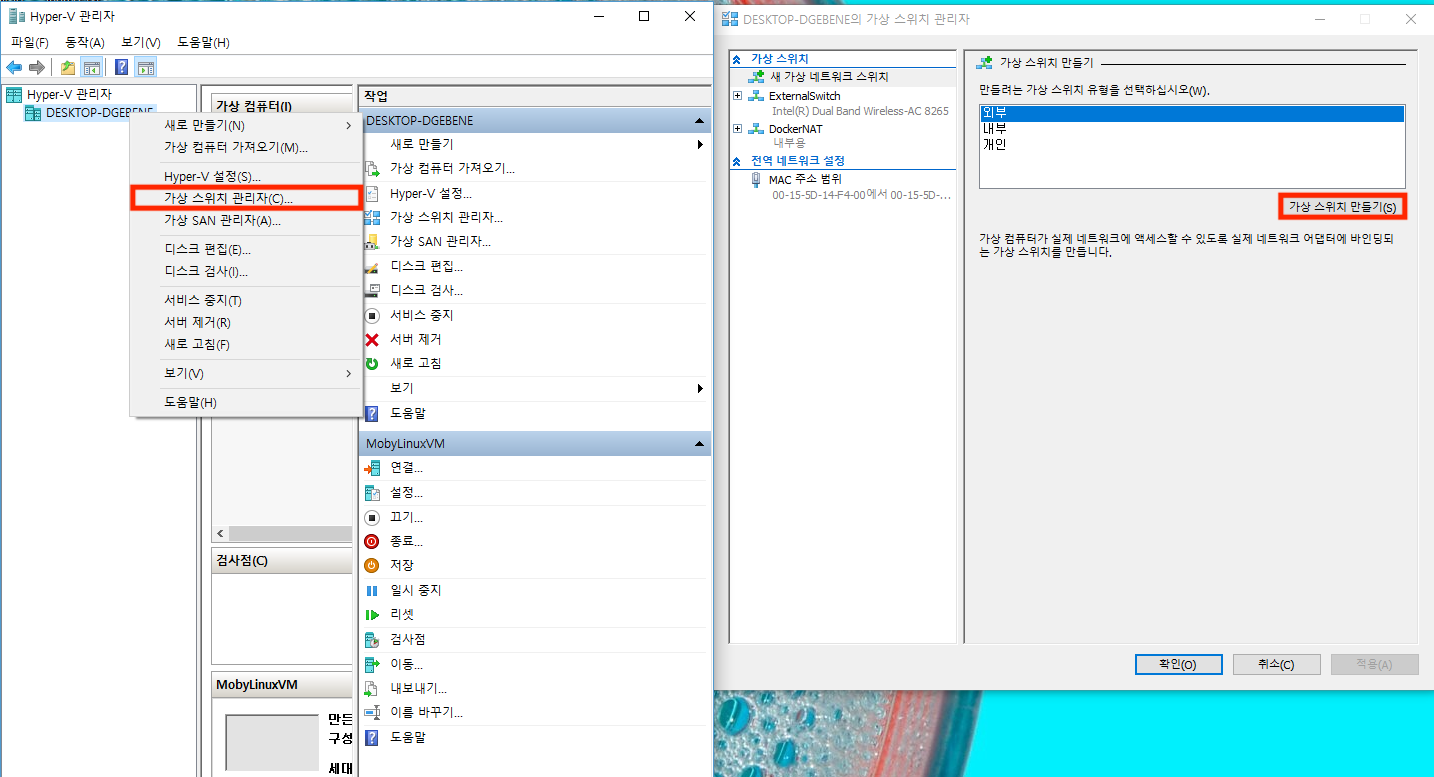 Hyper-V 관리자
파일(F) 동작(A) 보기(V) 도움말(H)
Hyper-V 관리자
DESKTOP-DGEBENE
새로 만들기(N)
가상 컴퓨터 가져오기(M)...
Hyper-V 설정(S)...
가상 스위치 관리자(C)...
가상 SAN 관리자(A)...
디스크 편집(E)...
디스크 검사(I)...
서비스 중지(T)
서버 제거(R)
새로 고침(F)
보기(V)
도움말(H)
가상 컴퓨터(I)
검사점(C)
MobyLinuxVM
만든
구성
세대
작업
DESKTOP-DGEBENE
새로 만들기
가상 컴퓨터 가져오기...
Hyper-V 설정...
가상 스위치 관리자...
가상 SAN 관리자...
디스크 편집...
디스크 검사...
서비스 중지
서버 제거
새로 고침
보기
도움말
MobyLinuxVM
연결...
설정...
끄기...
종료...
저장
일시 중지
리셋
검사점
이동...
내보내기...
이름 바꾸기...
도움말
DESKTOP-DGEBENE의 가상 스위치 관리자
가상 스위치
새 가상 네트워크 스위치
ExternalSwitch
Intel(R) Dual Band Wireless-AC 8265
DockerNAT
내부용
전역 네트워크 설정
MAC 주소 범위
00-15-5D-14-F4-00에서 00-15-5D-...
가상 스위치 만들기
만들려는 가상 스위치 유형을 선택하십시오(W).
외부
내부
개인
가상 스위치 만들기(S)
가상 컴퓨터가 실제 네트워크에 액세스할 수 있도록 실제 네트워크 어댑터에 바인딩되
는 가상 스위치를 만듭니다.
확인(O) 취소(C) 적용(A)